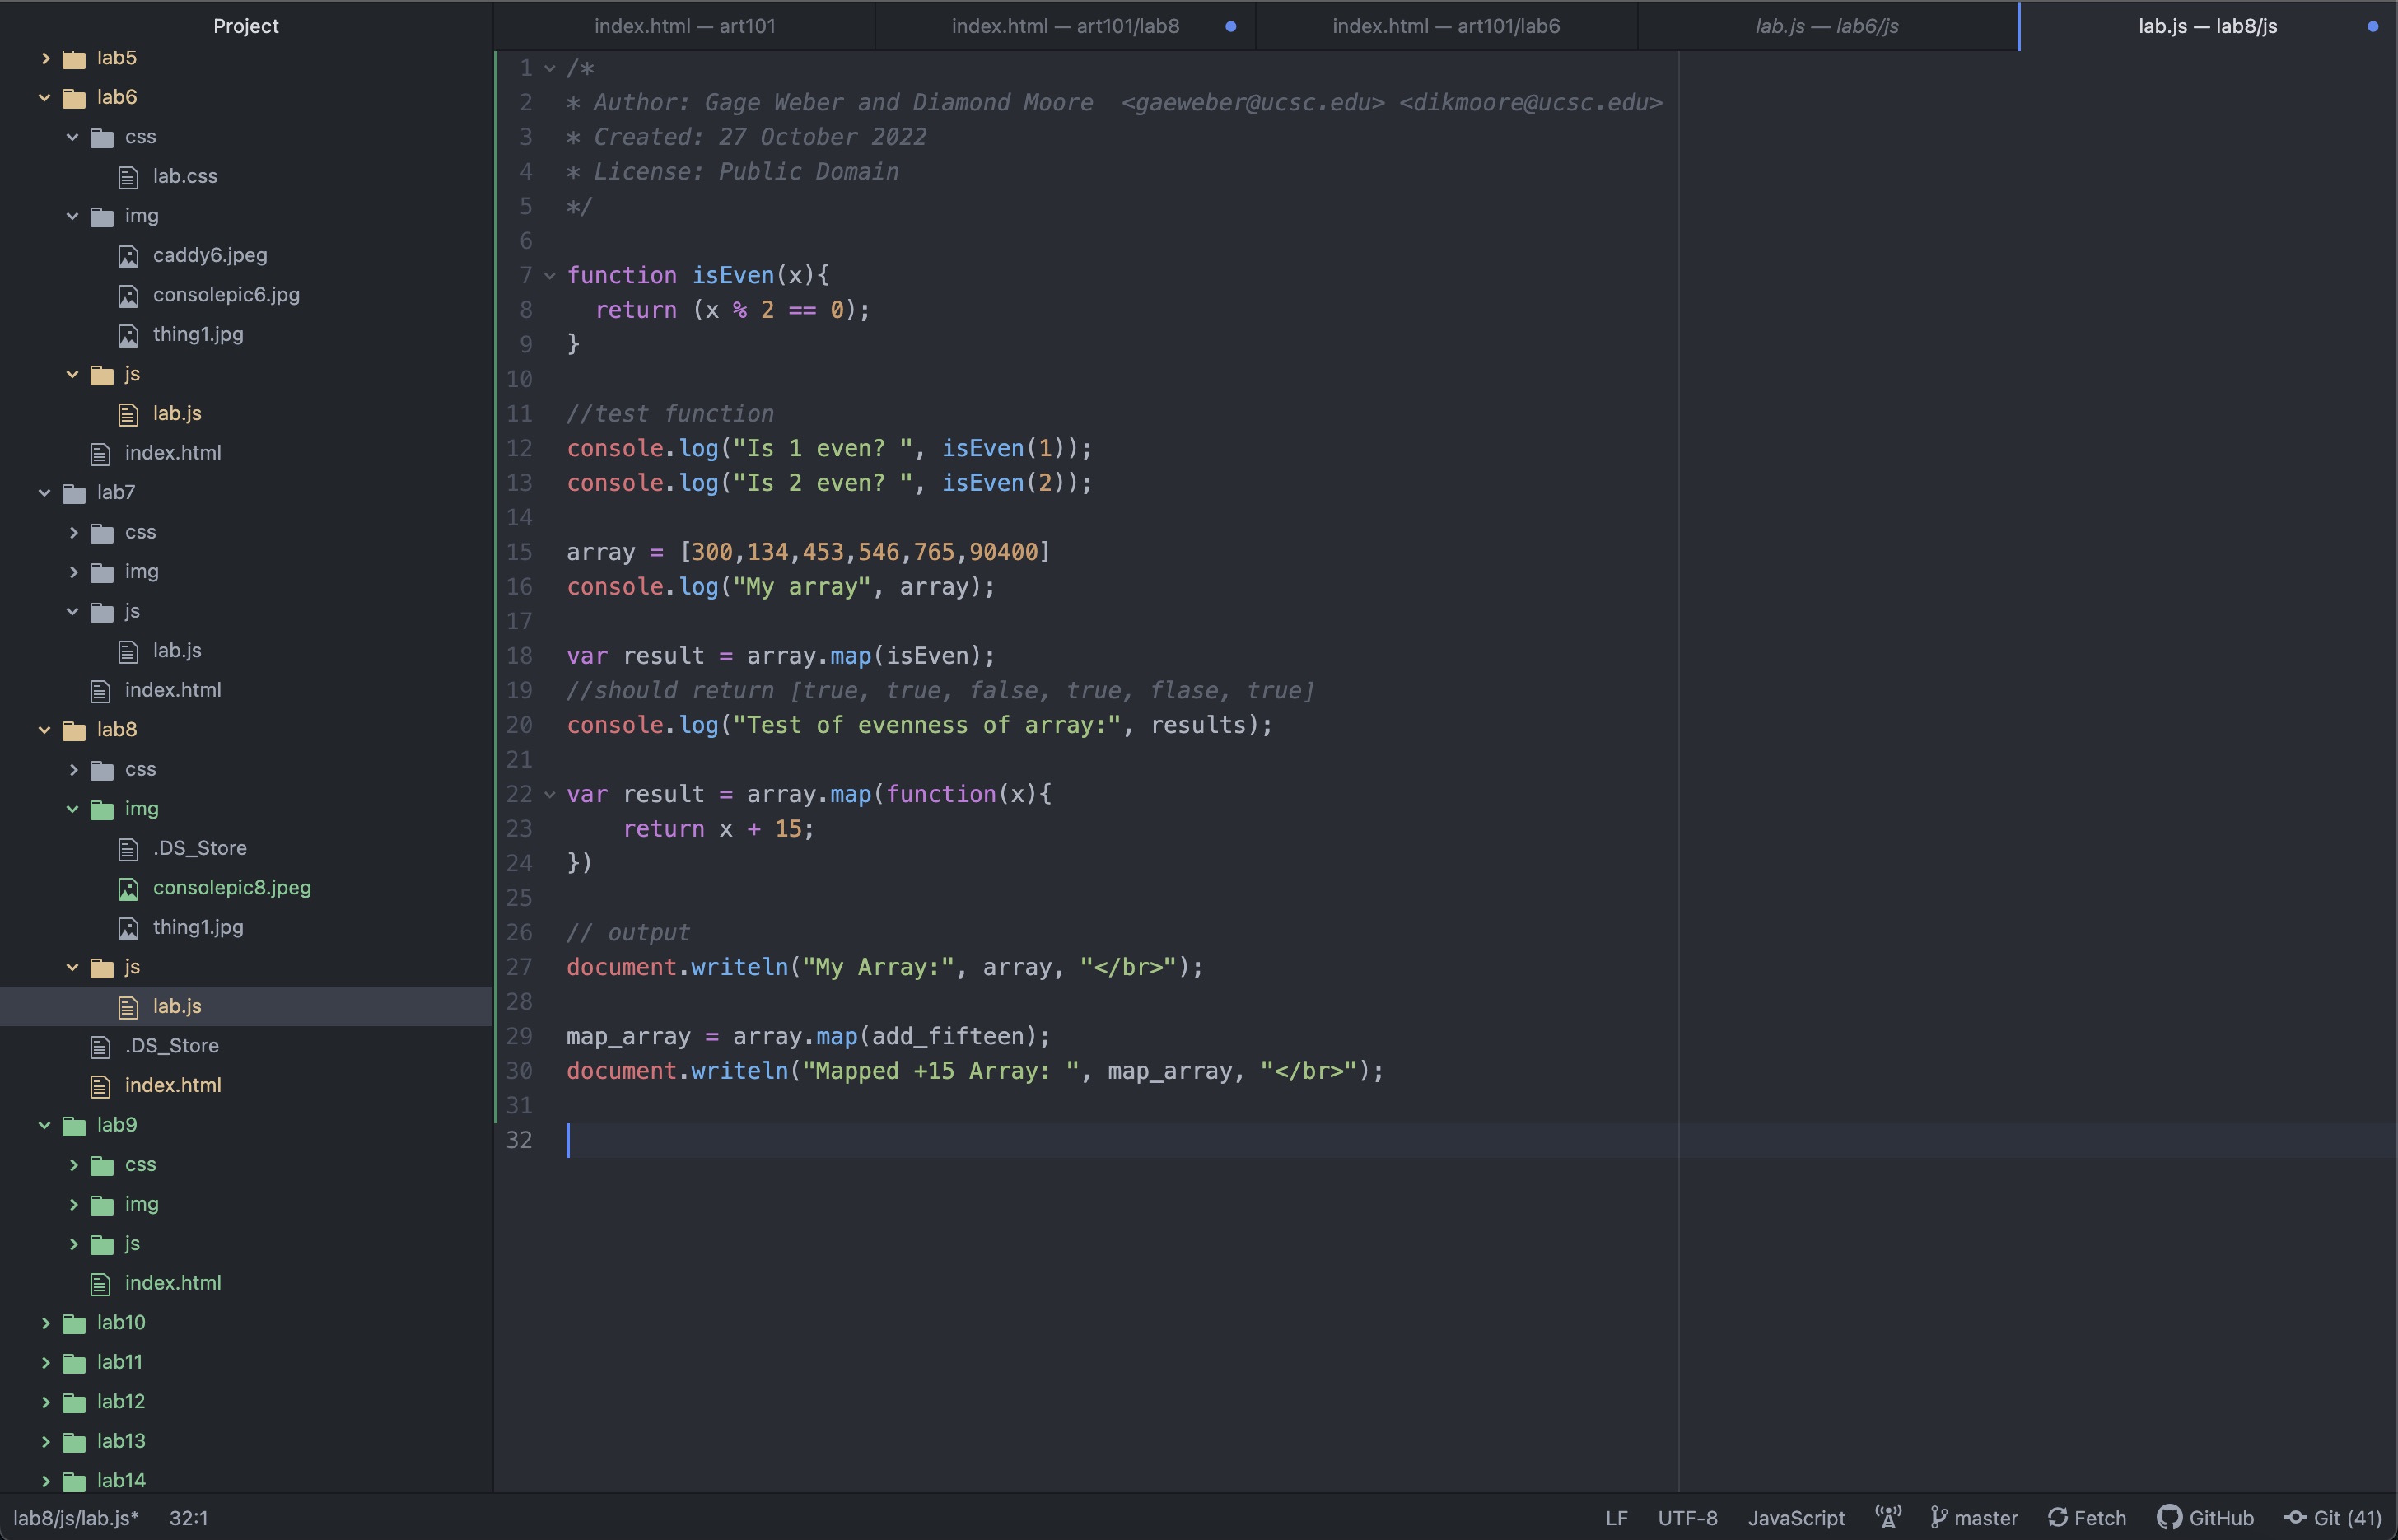 Project
lab5
lab6
css
lab.css
img
caddy6.jpeg
consolepic6.jpg
thing1.jpg
js
lab.js
index.html
lab7
css
img
js
lab.js
index.html
lab8
css
img
.DS_Store
consolepic8.jpeg
thing1.jpg
js
lab.js
.DS_Store
index.html
lab9
css
img
js
index.html
lab10
lab11
lab12
lab13
lab14
index.html — art101
index.html — art101/lab8
index.html — art101/lab6
lab.js — lab6/js
lab.js — lab8/js
1 /*
2 * Author: Gage Weber and Diamond Moore  <gaeweber@ucsc.edu> <dikmoore@ucsc.edu>
3 * Created: 27 October 2022
4 * License: Public Domain
5 */
6
7 function isEven(x){
8   return (x % 2 == 0);
9 }
10
11 //test function
12 console.log("Is 1 even? ", isEven(1));
13 console.log("Is 2 even? ", isEven(2));
14
15 array = [300,134,453,546,765,90400]
16 console.log("My array", array);
17
18 var result = array.map(isEven);
19 //should return [true, true, false, true, flase, true]
20 console.log("Test of evenness of array:", results);
21
22 var result = array.map(function(x){
23     return x + 15;
24 })
25
26 // output
27 document.writeln("My Array:", array, "</br>");
28
29 map_array = array.map(add_fifteen);
30 document.writeln("Mapped +15 Array: ", map_array, "</br>");
31
32
lab8/js/lab.js* 32:1 LF UTF-8 JavaScript master Fetch GitHub Git (41)